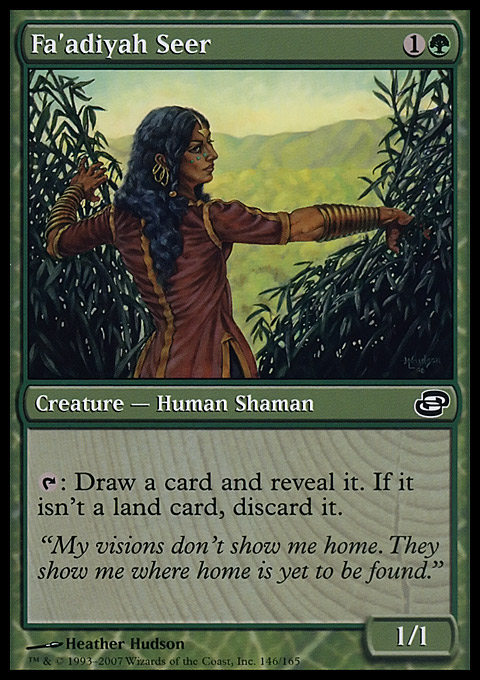 Fa'adiyah Seer
1
Creature — Human Shaman
: Draw a card and reveal it. If it
isn't a land card, discard it.
"My visions don't show me home. They
show me where home is yet to be found."
Heather Hudson
1/1
™ & © 1993–2007 Wizards of the Coast, Inc. 146/165